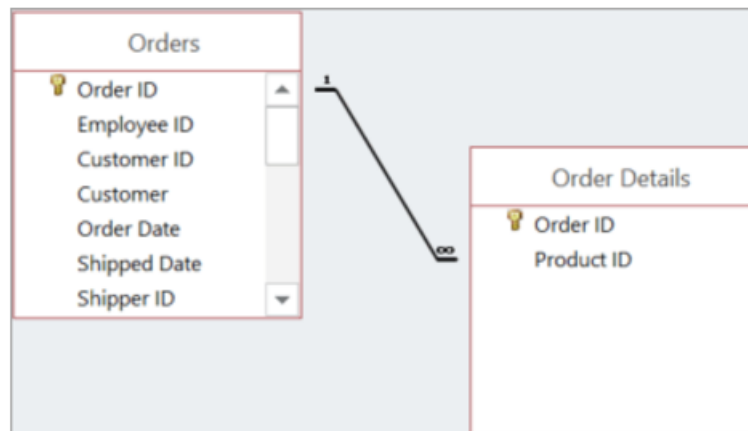 Orders
Order ID
Employee ID
Customer ID
Customer
Order Date
Shipped Date
Shipper ID
1
∞
Order Details
Order ID
Product ID